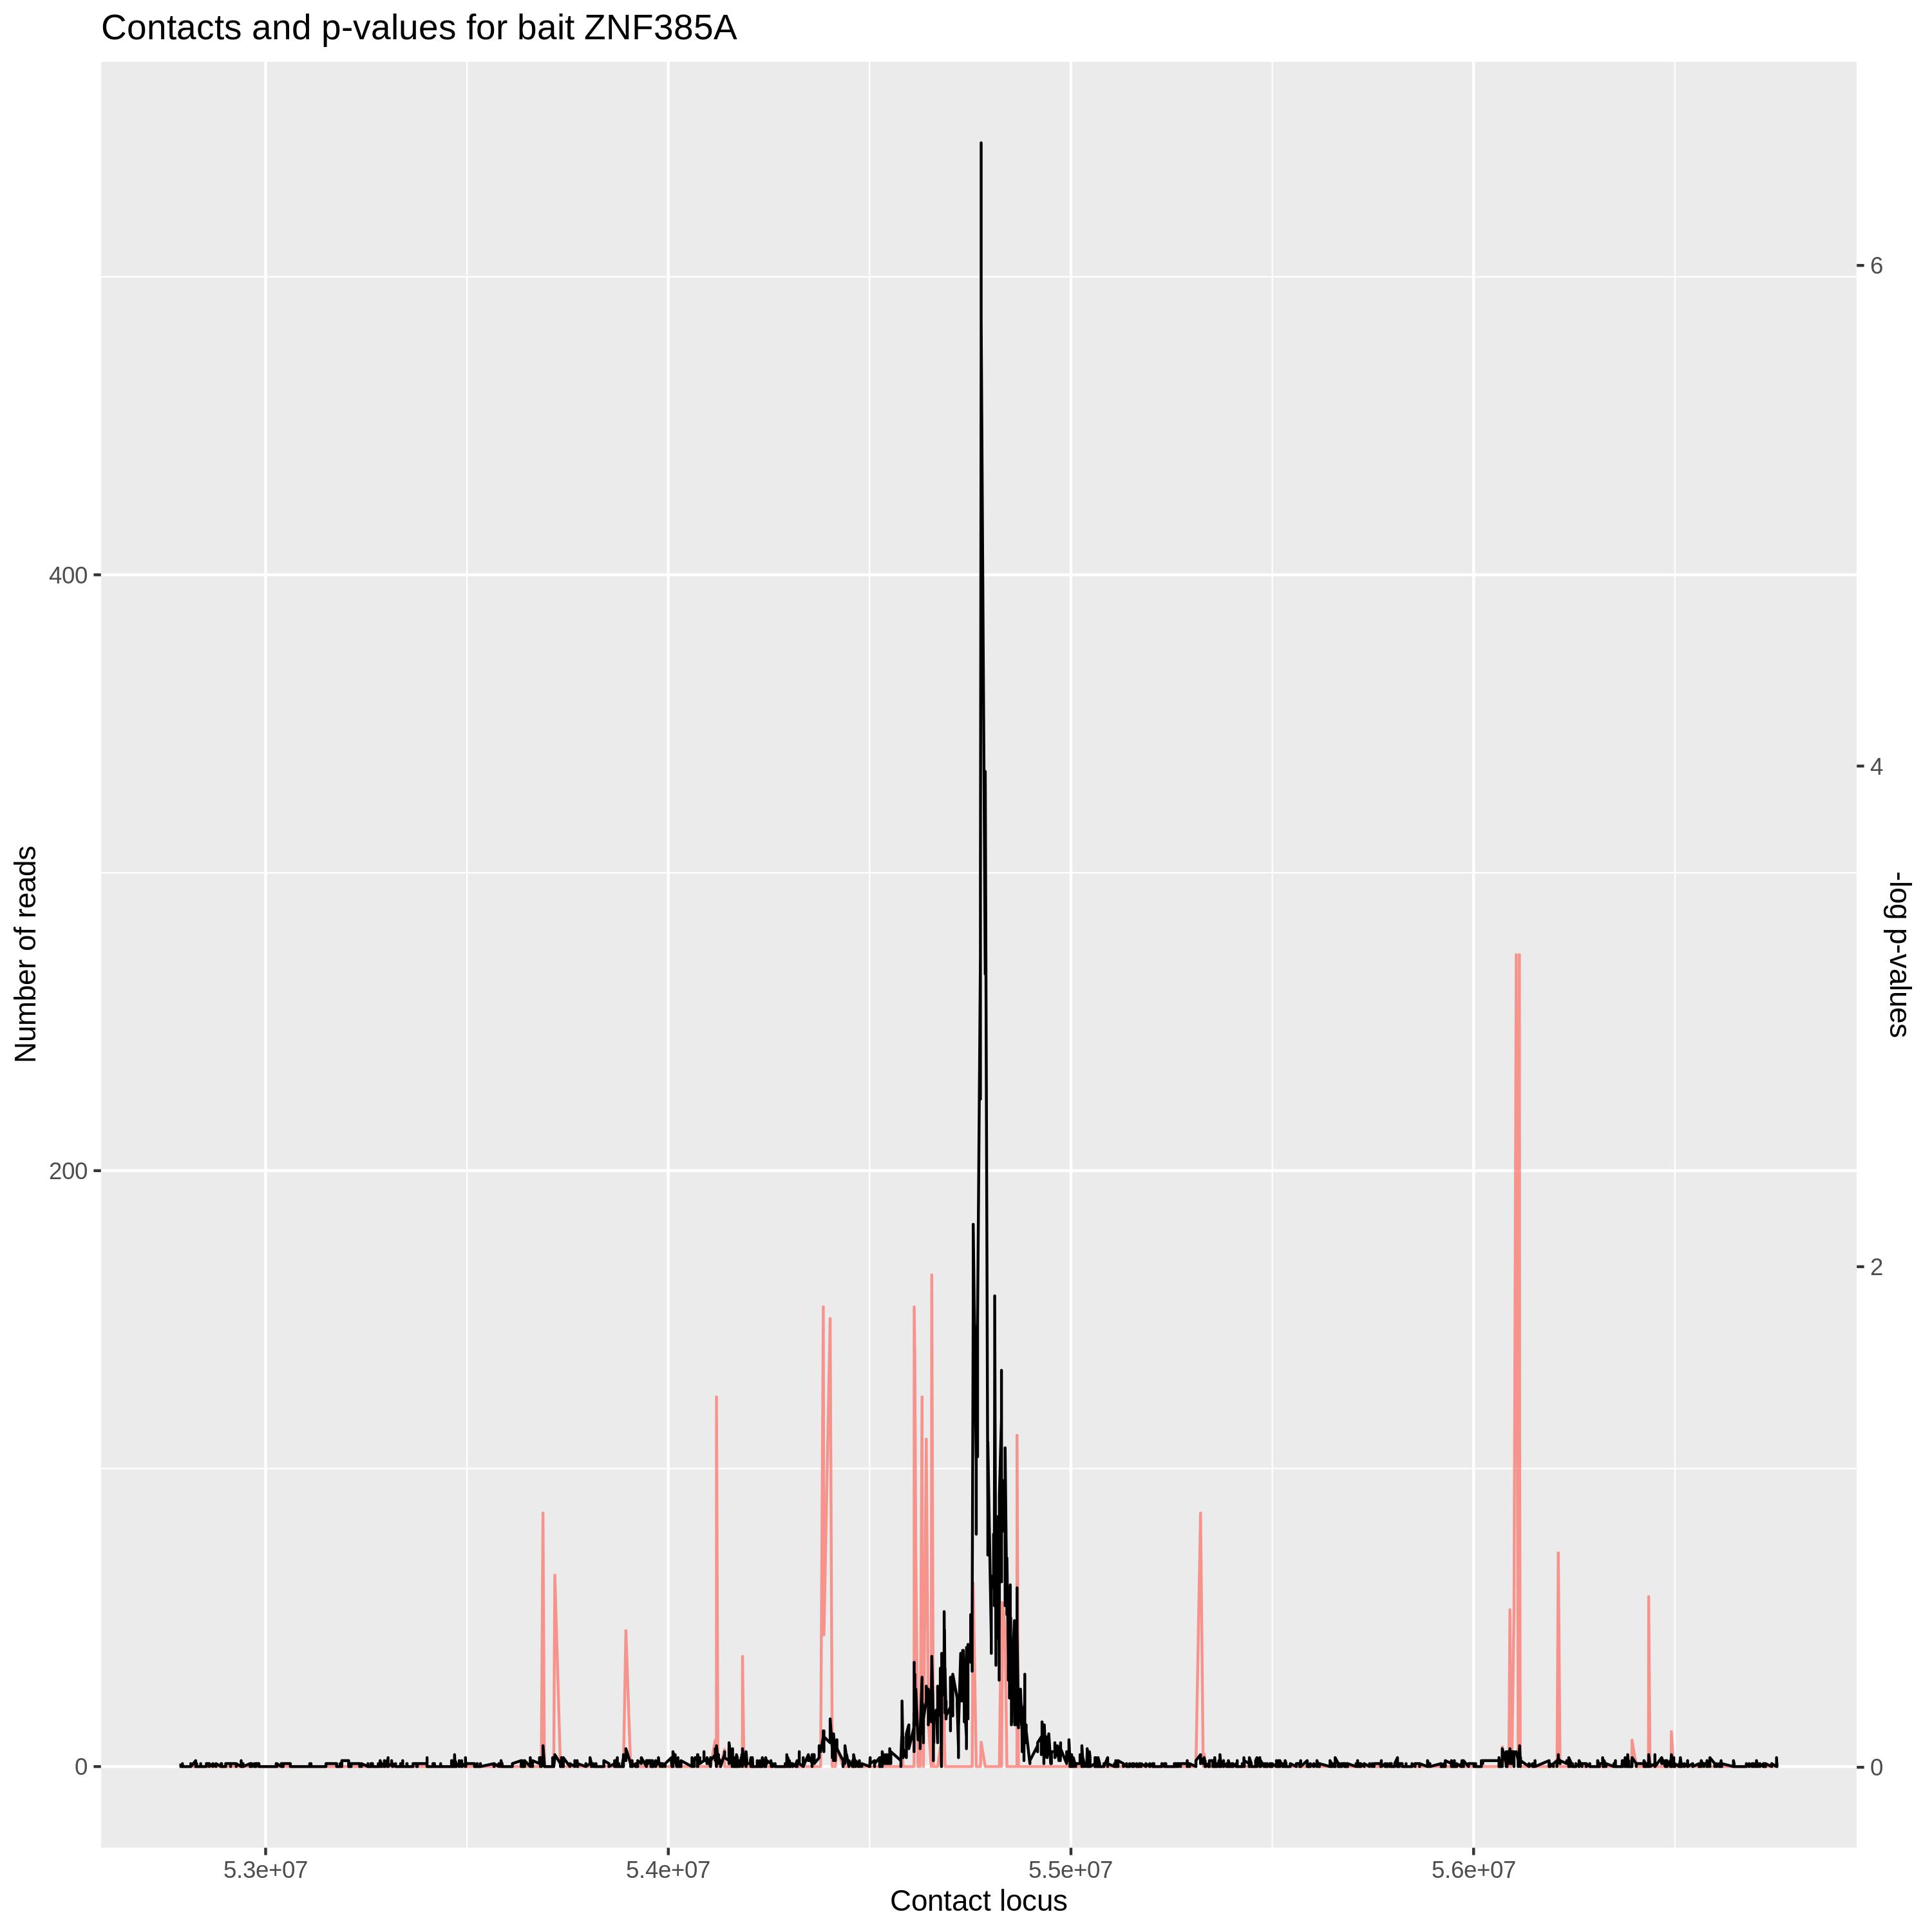 Contacts and p-values for bait ZNF385A
Number of reads
400
200
0
6
4
2
0
-log p-values
5.3e+07
5.4e+07
5.5e+07
5.6e+07
Contact locus